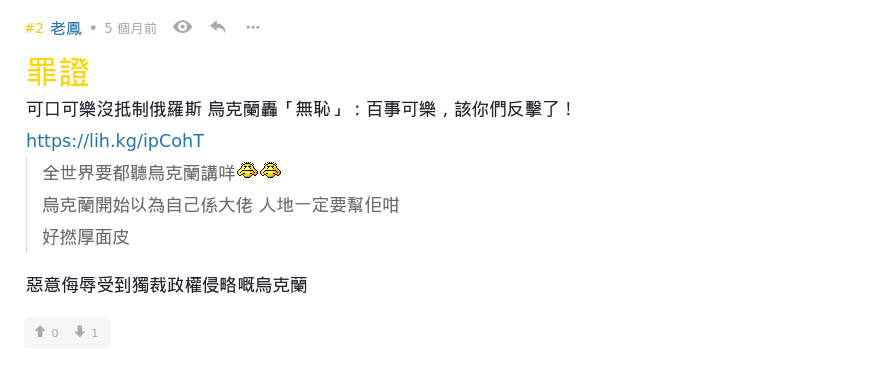 #2 老鳳 • 5 個月前
罪證
可口可樂沒抵制俄羅斯 烏克蘭轟「無恥」：百事可樂，該你們反擊了！
https://lih.kg/ipCohT
全世界要都聽烏克蘭講咩
烏克蘭開始以為自己係大佬 人地一定要幫佢咁
好撚厚面皮
惡意侮辱受到獨裁政權侵略嘅烏克蘭
0 1